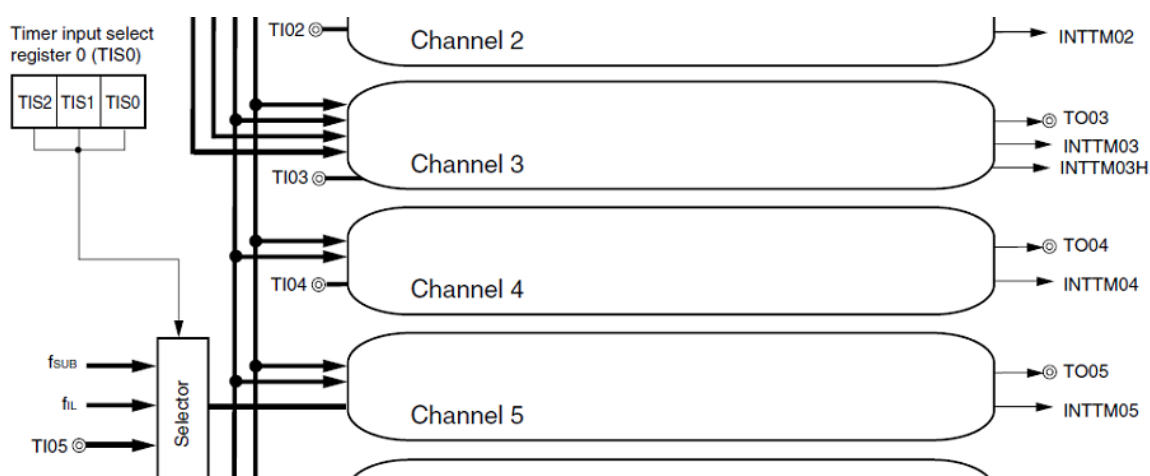 Timer input select
register 0 (TIS0)
TIS2 TIS1 TIS0
TI02
Channel 2
INTTM02
TI03
Channel 3
TO03
INTTM03
INTTM03H
TI04
Channel 4
TO04
INTTM04
fSUB
fIL
TI05
Selector
Channel 5
TO05
INTTM05